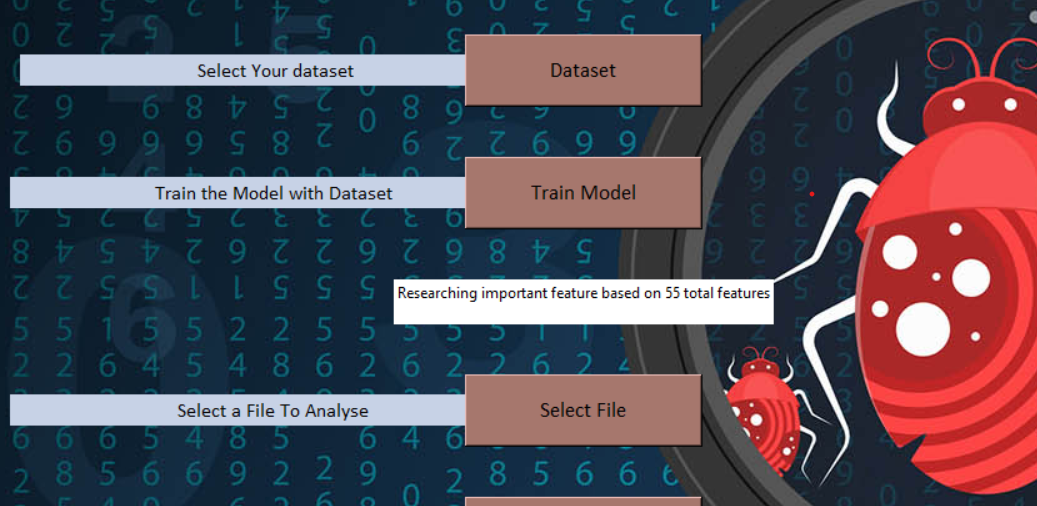 Select Your dataset
Dataset
Train the Model with Dataset
Train Model
Researching important feature based on 55 total features
Select a File To Analyse
Select File